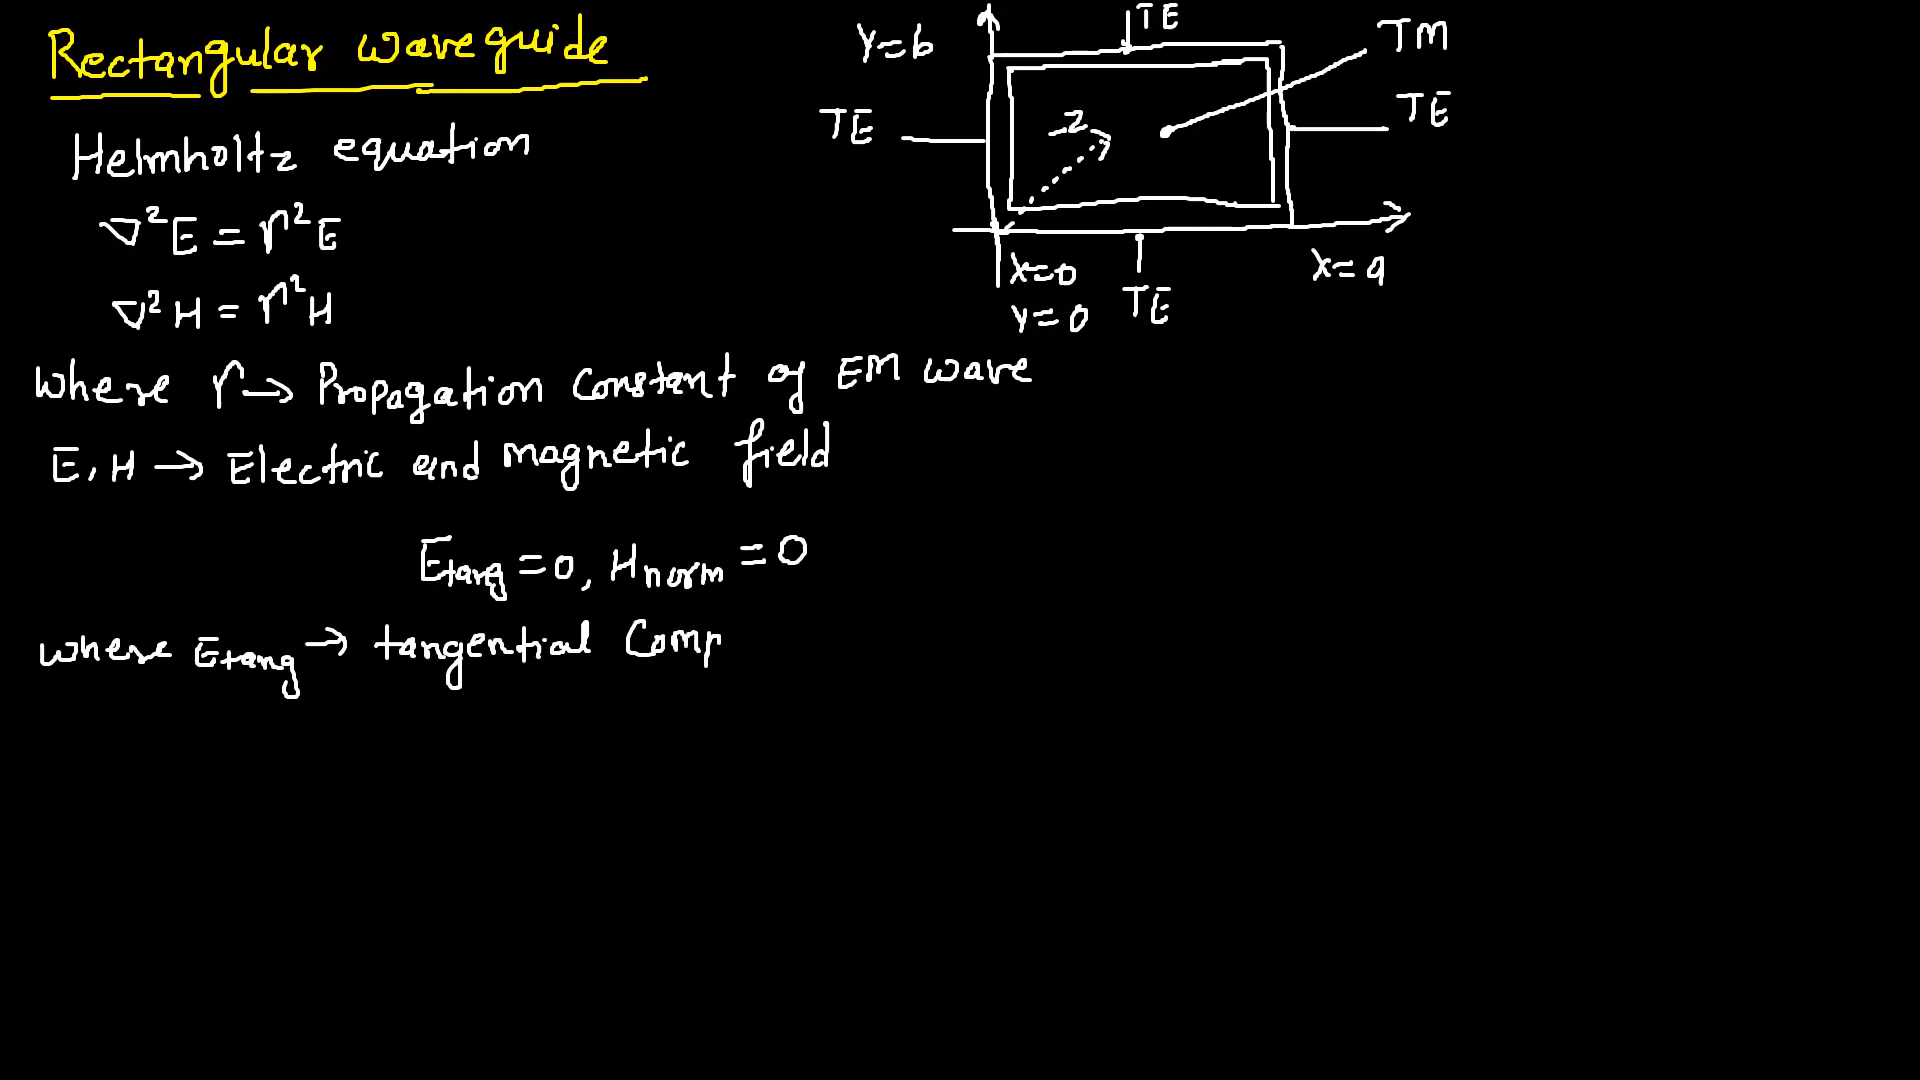 Rectangular waveguide
Helmholtz equation
∇²E = γ²E
∇²H = γ²H
where γ → Propagation constant of EM wave
E, H → Electric and magnetic field
Etang = 0, Hnorm = 0
where Etang → tangential Comp
Y=b
TE
TM
TE
TE
-Z
X=0
Y=0
TE
X=a